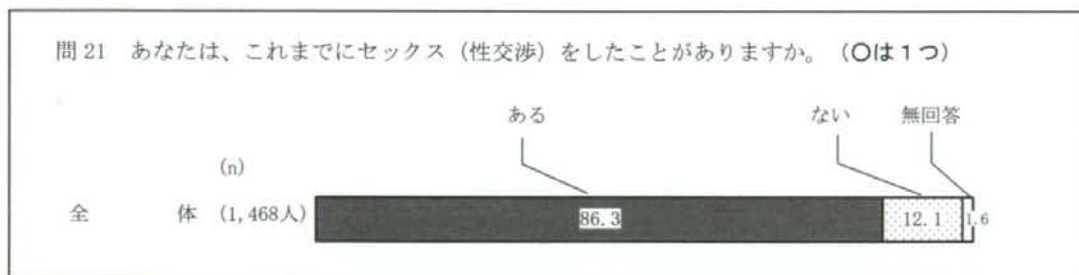 問21 あなたは、これまでにセックス（性交渉）をしたことがありますか。（○は1つ）
ある ない 無回答
(n)
全 体 (1,468人) 86.3 12.1 1.6